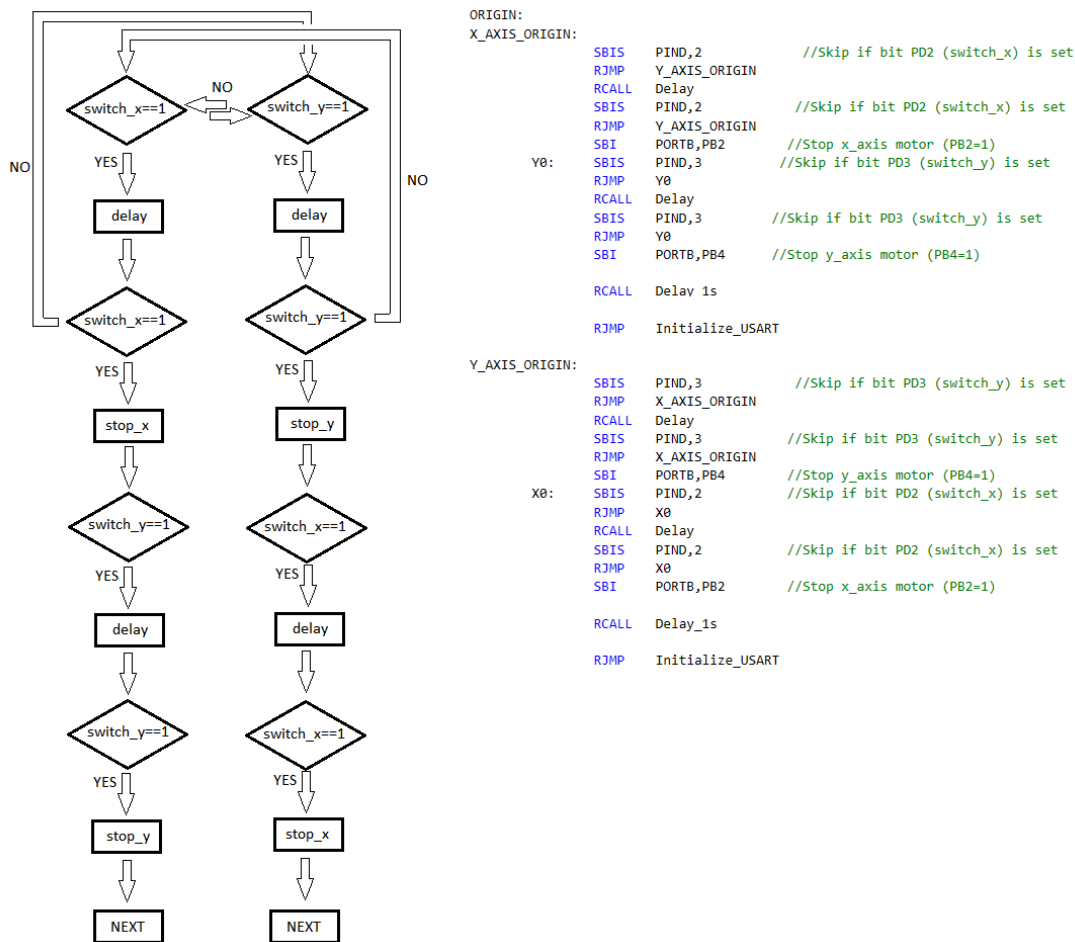 switch_x==1
NO
switch_y==1
YES
YES
NO
NO
delay
delay
switch_x==1
switch_y==1
YES
YES
stop_x
stop_y
switch_y==1
switch_x==1
YES
YES
delay
delay
switch_y==1
switch_x==1
YES
YES
stop_y
stop_x
NEXT
NEXT
ORIGIN:
X_AXIS_ORIGIN:
SBIS PIND,2 //Skip if bit PD2 (switch_x) is set
RJMP Y_AXIS_ORIGIN
RCALL Delay
SBIS PIND,2 //Skip if bit PD2 (switch_x) is set
RJMP Y_AXIS_ORIGIN
SBI PORTB,PB2 //Stop x_axis motor (PB2=1)
Y0: SBIS PIND,3 //Skip if bit PD3 (switch_y) is set
RJMP Y0
RCALL Delay
SBIS PIND,3 //Skip if bit PD3 (switch_y) is set
RJMP Y0
SBI PORTB,PB4 //Stop y_axis motor (PB4=1)
RCALL Delay_1s
RJMP Initialize_USART
Y_AXIS_ORIGIN:
SBIS PIND,3 //Skip if bit PD3 (switch_y) is set
RJMP X_AXIS_ORIGIN
RCALL Delay
SBIS PIND,3 //Skip if bit PD3 (switch_y) is set
RJMP X_AXIS_ORIGIN
SBI PORTB,PB4 //Stop y_axis motor (PB4=1)
X0: SBIS PIND,2 //Skip if bit PD2 (switch_x) is set
RJMP X0
RCALL Delay
SBIS PIND,2 //Skip if bit PD2 (switch_x) is set
RJMP X0
SBI PORTB,PB2 //Stop x_axis motor (PB2=1)
RCALL Delay_1s
RJMP Initialize_USART